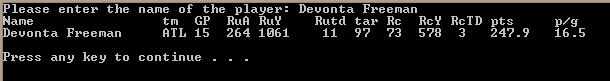 Please enter the name of the player: Devonta Freeman
Name tm GP RuA RuY Rutd tar Rc RcY RcTD pts p/g
Devonta Freeman ATL 15 264 1061 11 97 73 578 3 247.9 16.5
Press any key to continue . . .